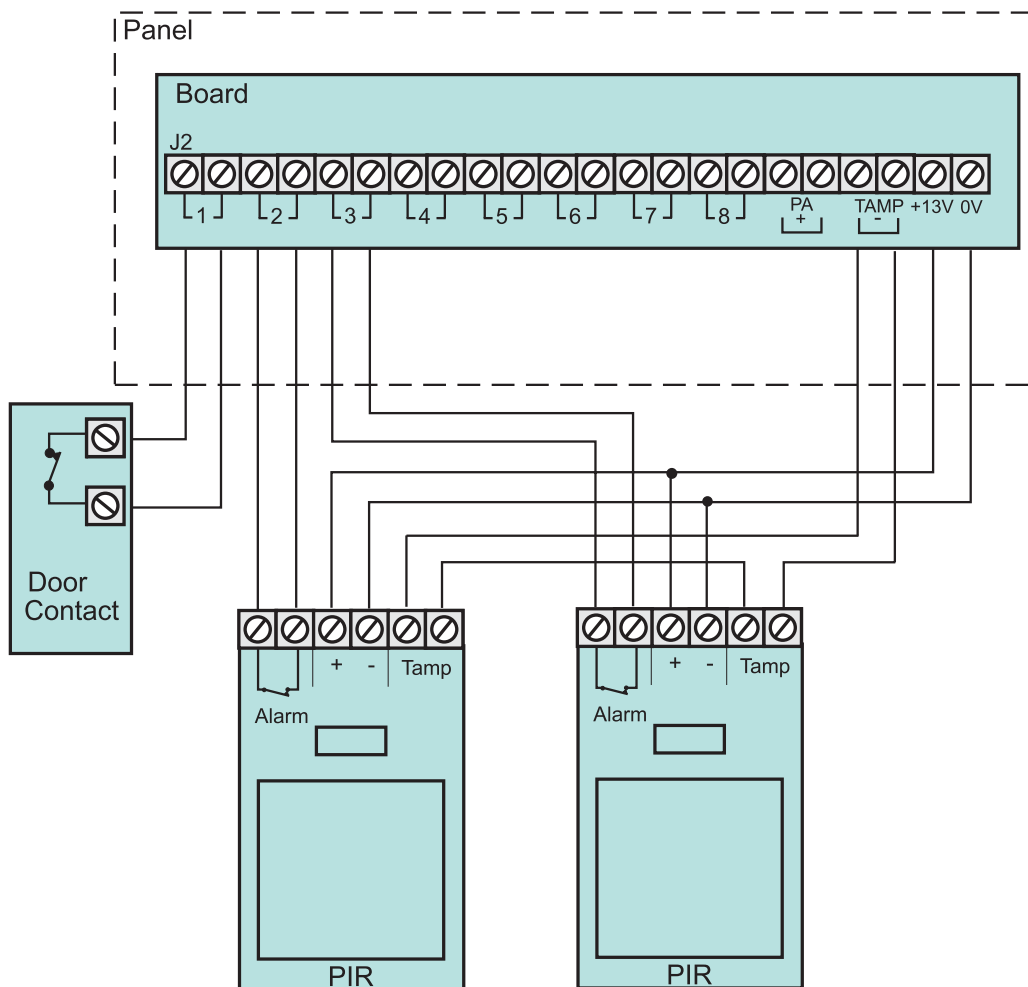 Panel
Board
J2
1 2 3 4 5 6 7 8 PA TAMP +13V 0V
+ -
Door
Contact
+ - Tamp
Alarm
PIR
+ - Tamp
Alarm
PIR